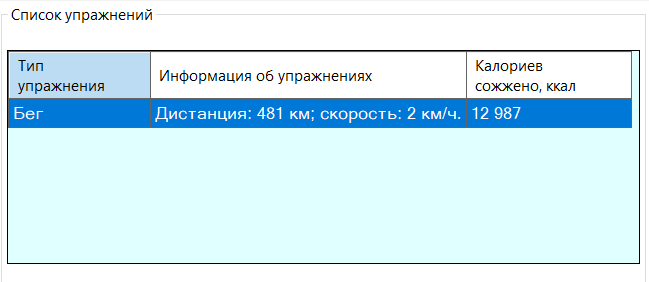 Список упражнений
Тип
упражнения
Информация об упражнениях
Калориев
сожжено, ккал
Бег
Дистанция: 481 км; скорость: 2 км/ч.
12 987